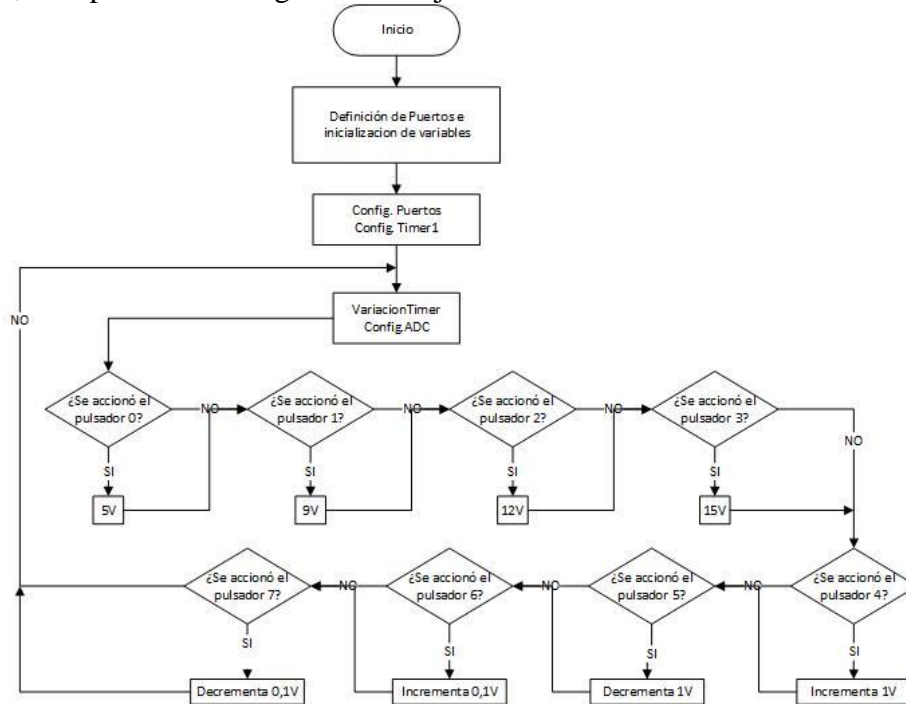 Inicio
Definición de Puertos e
inicializacion de variables
Config. Puertos
Config. Timer1
VariacionTimer
Config.ADC
NO
¿Se accionó el
pulsador 0?
NO
¿Se accionó el
pulsador 1?
NO
¿Se accionó el
pulsador 2?
NO
¿Se accionó el
pulsador 3?
NO
SI
SI
SI
SI
5V
9V
12V
15V
¿Se accionó el
pulsador 7?
NO
¿Se accionó el
pulsador 6?
NO
¿Se accionó el
pulsador 5?
NO
¿Se accionó el
pulsador 4?
SI
SI
SI
SI
Decrementa 0,1V
Incrementa 0,1V
Decrementa 1V
Incrementa 1V